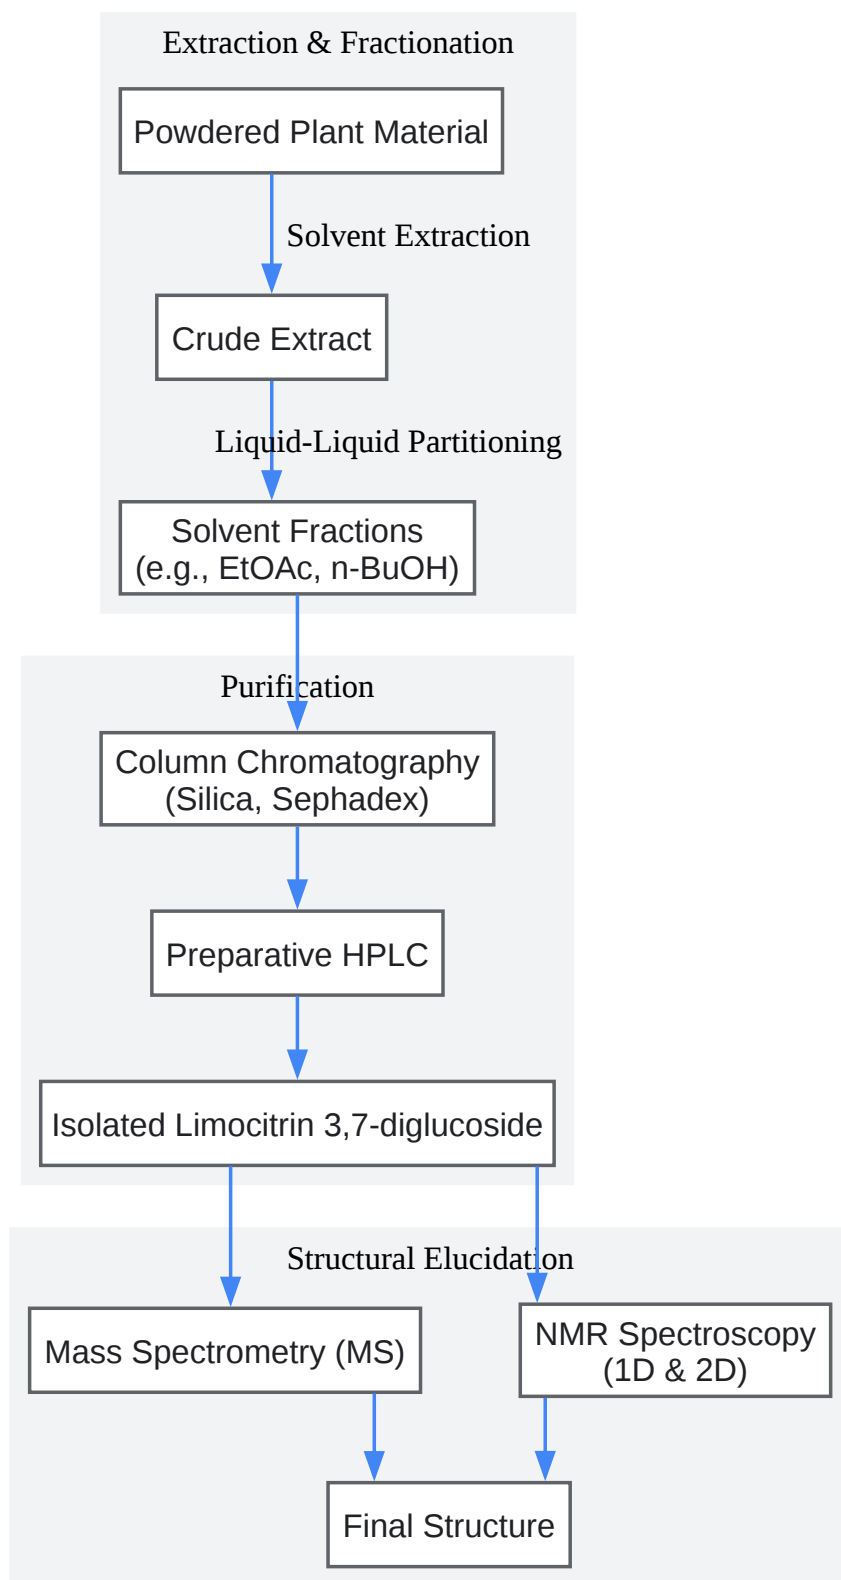 Extraction & Fractionation
Powdered Plant Material
Solvent Extraction
Crude Extract
Liquid-Liquid Partitioning
Solvent Fractions
(e.g., EtOAc, n-BuOH)
Purification
Column Chromatography
(Silica, Sephadex)
Preparative HPLC
Isolated Limocitrin 3,7-diglucoside
Structural Elucidation
Mass Spectrometry (MS)
NMR Spectroscopy
(1D & 2D)
Final Structure